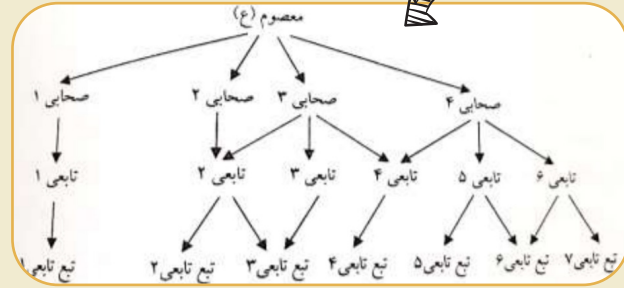 معصوم (ع)
صحابی ۴ صحابی ۳ صحابی ۲ صحابی ۱
تابعی ۶ تابعی ۵ تابعی ۴ تابعی ۳ تابعی ۲ تابعی ۱
تبع تابعی۷ تبع تابعی۶ تبع تابعی۵ تبع تابعی۴ تبع تابعی۳ تبع تابعی۲ تبع تابعی۱